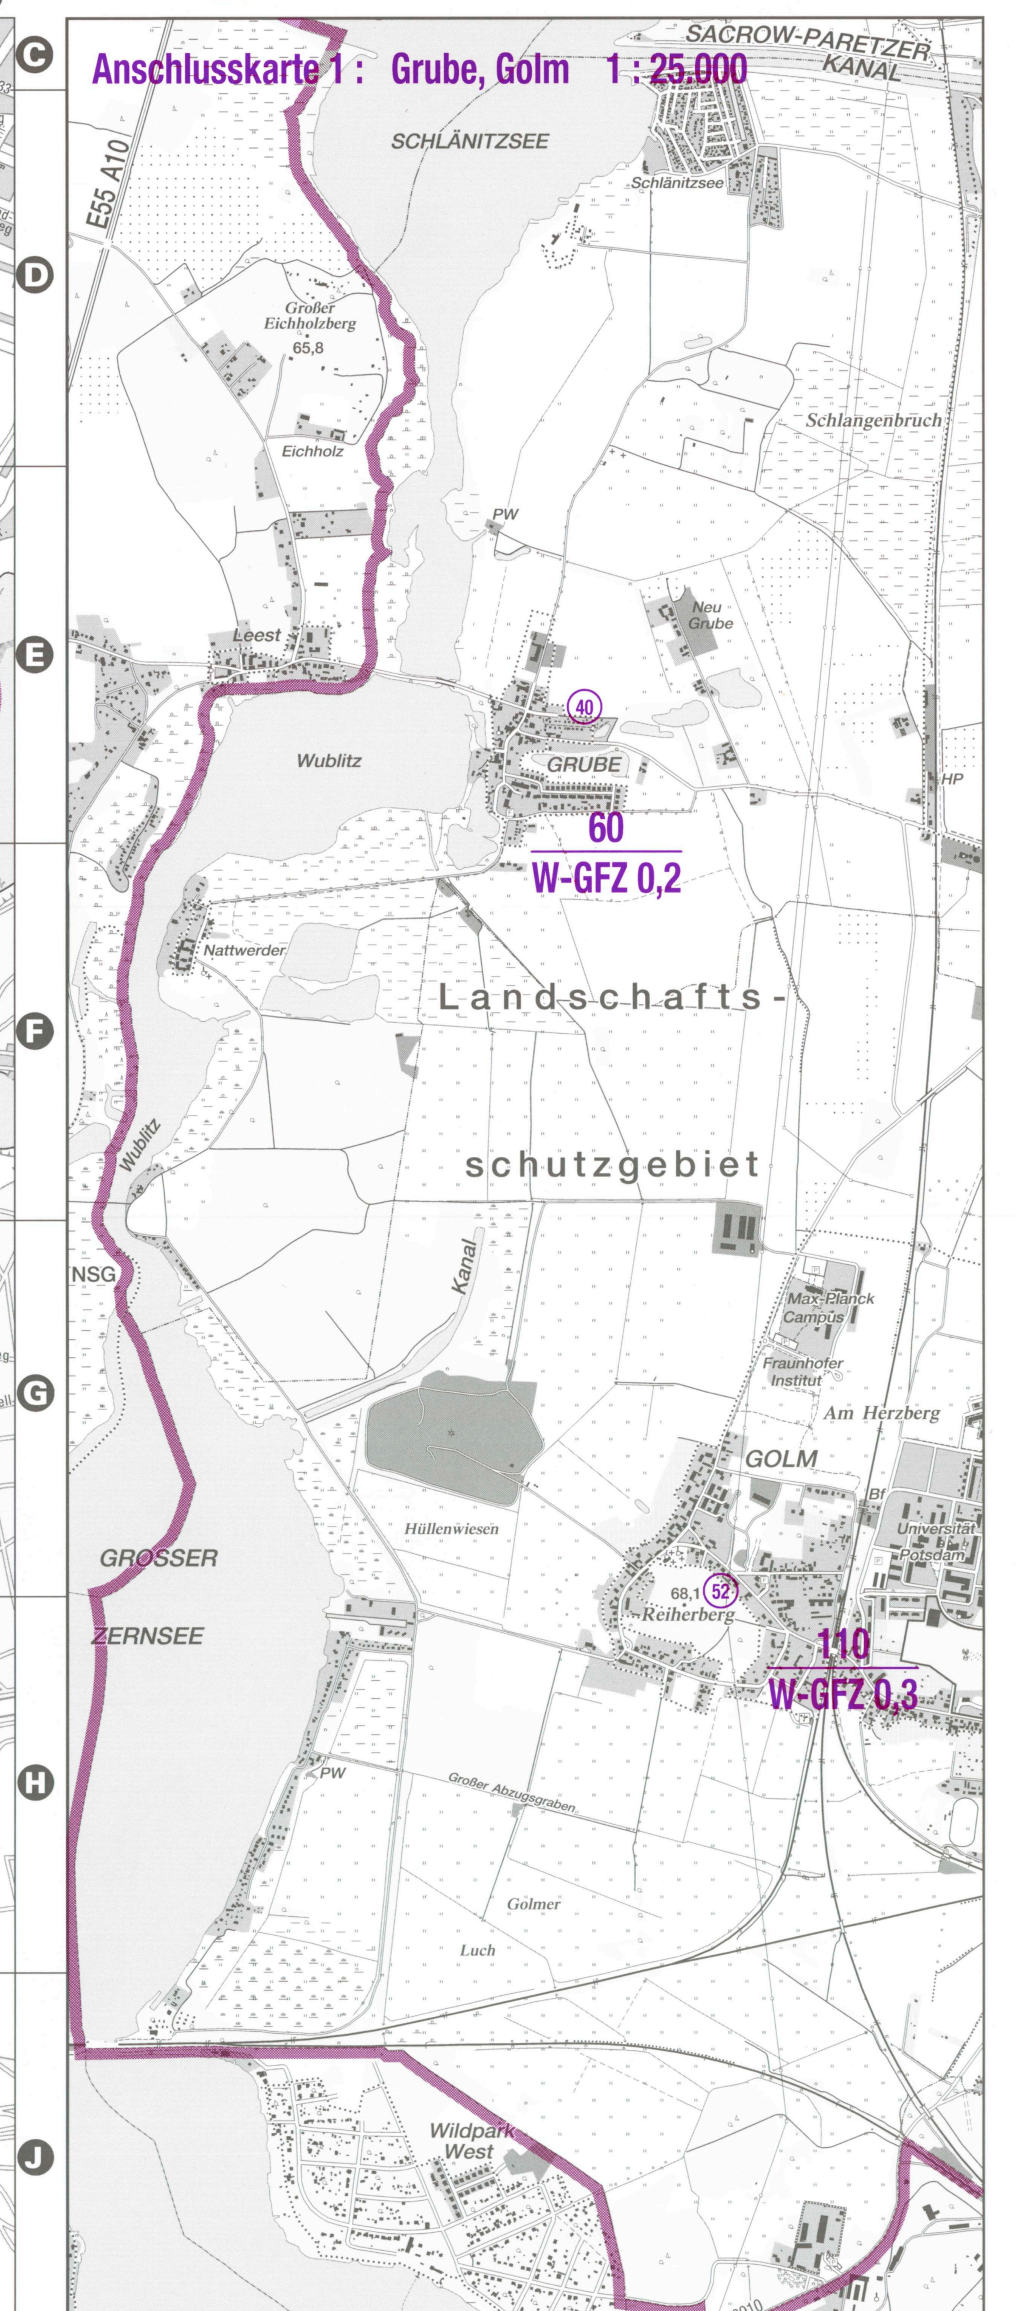 C
Anschlusskarte 1 : Grube, Golm 1 : 25.000
SACROW-PARETZER
KANAL
SCHLÄNITZSEE
E55 A10
Schlänitzsee
D
Großer
Eichholzberg
65,8
Schlangenbruch
Eichholz
PW
Neu
Grube
E
Leest
40
Wublitz
GRUBE
HP
60
W-GFZ 0,2
Nattwerder
Landschafts-
F
Wublitz
schutzgebiet
Kanal
NSG
Max-Planck
Campus
Fraunhofer
Institut
G
Am Herzberg
GOLM
Bf
Hüllenwiesen
Universität
Potsdam
GROSSER
68,1
52
Reiherberg
ZERNSEE
110
W-GFZ 0,3
H
PW
Großer Abzugsgraben
Golmer
Luch
Wildpark
West
J